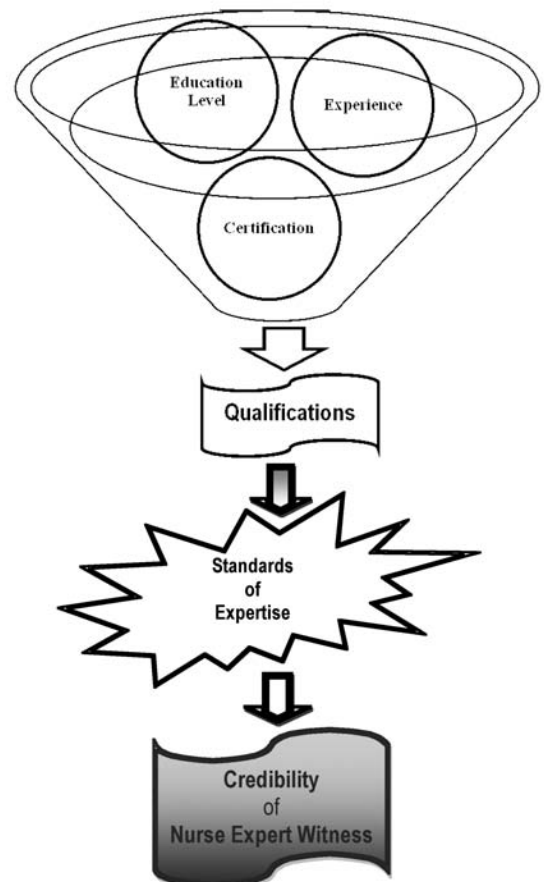 Education
Level
Experience
Certification
Qualifications
Standards
of
Expertise
Credibility
of
Nurse Expert Witness